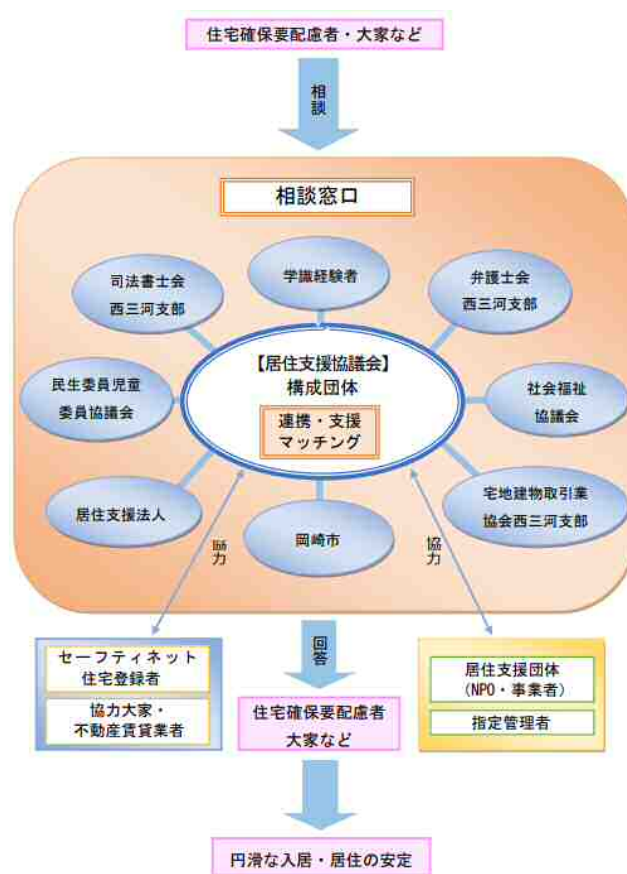 住宅確保要配慮者・大家など
相談
相談窓口
司法書士会
西三河支部
学識経験者
弁護士会
西三河支部
民生委員児童
委員協議会
【居住支援協議会】
構成団体
連携・支援
マッチング
社会福祉
協議会
居住支援法人
岡崎市
宅地建物取引業
協会西三河支部
協力
協力
セーフティネット
住宅登録者
協力大家・
不動産賃貸業者
回答
住宅確保要配慮者
大家など
居住支援団体
(NPO・事業者)
指定管理者
円滑な入居・居住の安定